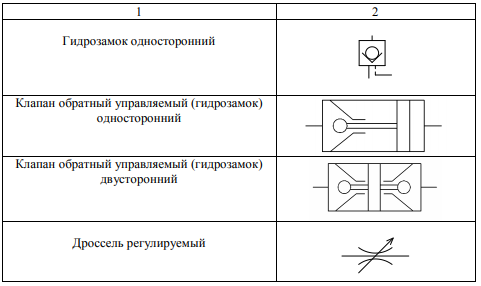 1 2
Гидрозамок односторонний
Клапан обратный управляемый (гидрозамок)
односторонний
Клапан обратный управляемый (гидрозамок)
двусторонний
Дроссель регулируемый